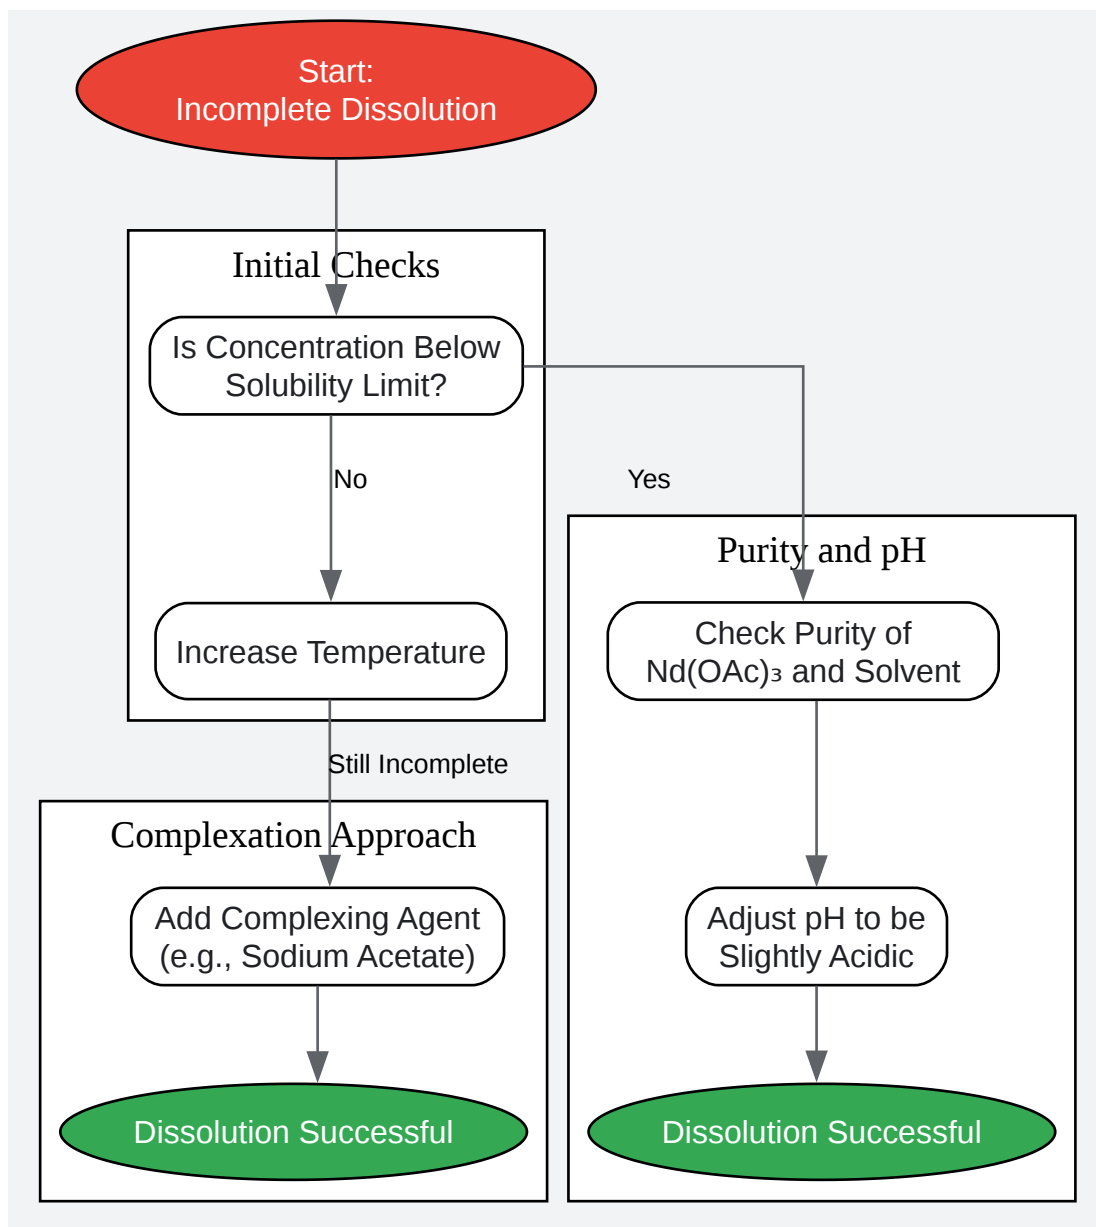 Start:
Incomplete Dissolution
Initial Checks
Is Concentration Below
Solubility Limit?
No
Yes
Increase Temperature
Still Incomplete
Purity and pH
Check Purity of
Nd(OAc)₃ and Solvent
Complexation Approach
Add Complexing Agent
(e.g., Sodium Acetate)
Adjust pH to be
Slightly Acidic
Dissolution Successful
Dissolution Successful